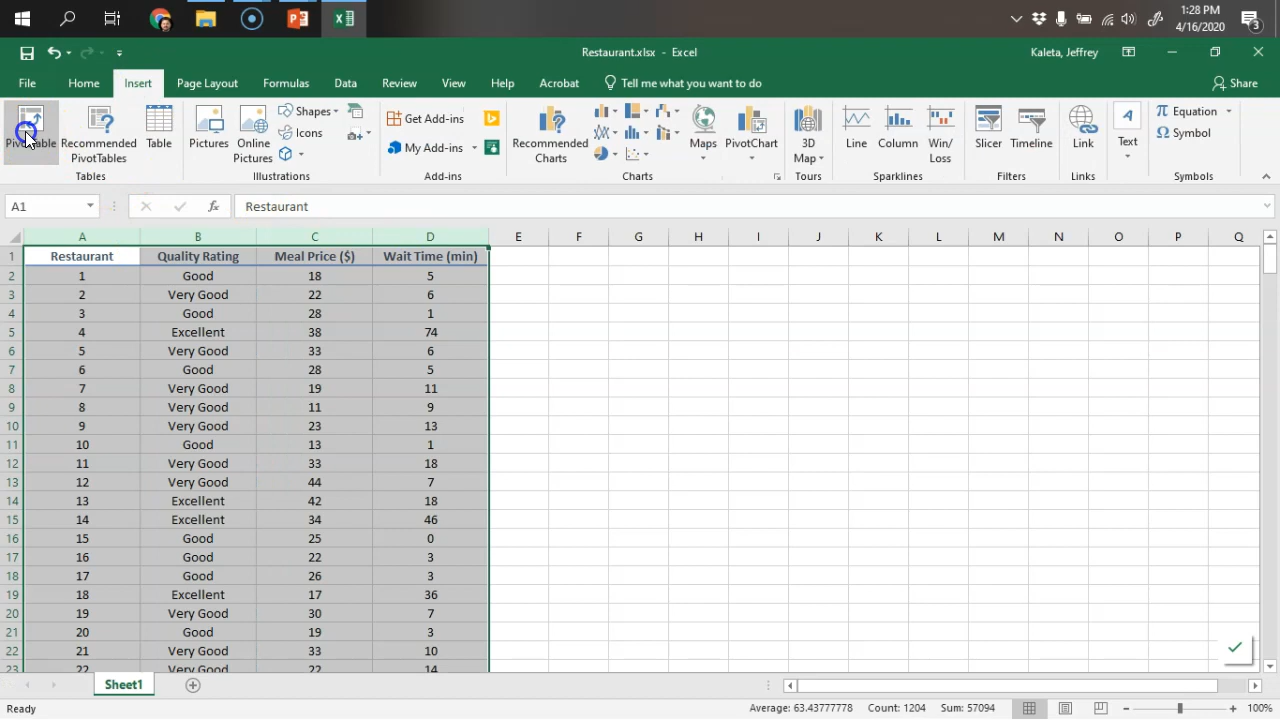 1:28 PM
4/16/2020
3
Restaurant.xlsx - Excel
Kaleta, Jeffrey
File Home Insert Page Layout Formulas Data Review View Help Acrobat Tell me what you want to do Share
PivotTable
Recommended PivotTables
Table
Pictures
Online Pictures
Shapes
Icons
Get Add-ins
My Add-ins
Recommended Charts
Maps
PivotChart
3D Map
Line
Column
Win/ Loss
Slicer
Timeline
Link
Text
Equation
Symbol
Tables Illustrations Add-ins Charts Tours Sparklines Filters Links Symbols
A1 fx Restaurant
A B C D E F G H I J K L M N O P Q
1 Restaurant Quality Rating Meal Price ($) Wait Time (min)
2 1 Good 18 5
3 2 Very Good 22 6
4 3 Good 28 1
5 4 Excellent 38 74
6 5 Very Good 33 6
7 6 Good 28 5
8 7 Very Good 19 11
9 8 Very Good 11 9
10 9 Very Good 23 13
11 10 Good 13 1
12 11 Very Good 33 18
13 12 Very Good 44 7
14 13 Excellent 42 18
15 14 Excellent 34 46
16 15 Good 25 0
17 16 Good 22 3
18 17 Good 26 3
19 18 Excellent 17 36
20 19 Very Good 30 7
21 20 Good 19 3
22 21 Very Good 33 10
23 22 Very Good 22 14
Sheet1
Ready Average: 63.43777778 Count: 1204 Sum: 57094 100%